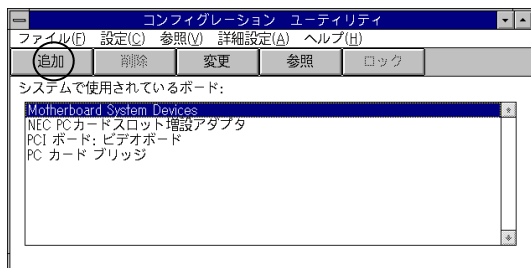 コンフィグレーション ユーティリティ
ファイル(F) 設定(C) 参照(V) 詳細設定(A) ヘルプ(H)
追加 削除 変更 参照 ロック
システムで使用されているボード:
Motherboard System Devices
NEC PCカードスロット増設アダプタ
PCI ボード: ビデオボード
PC カード ブリッジ